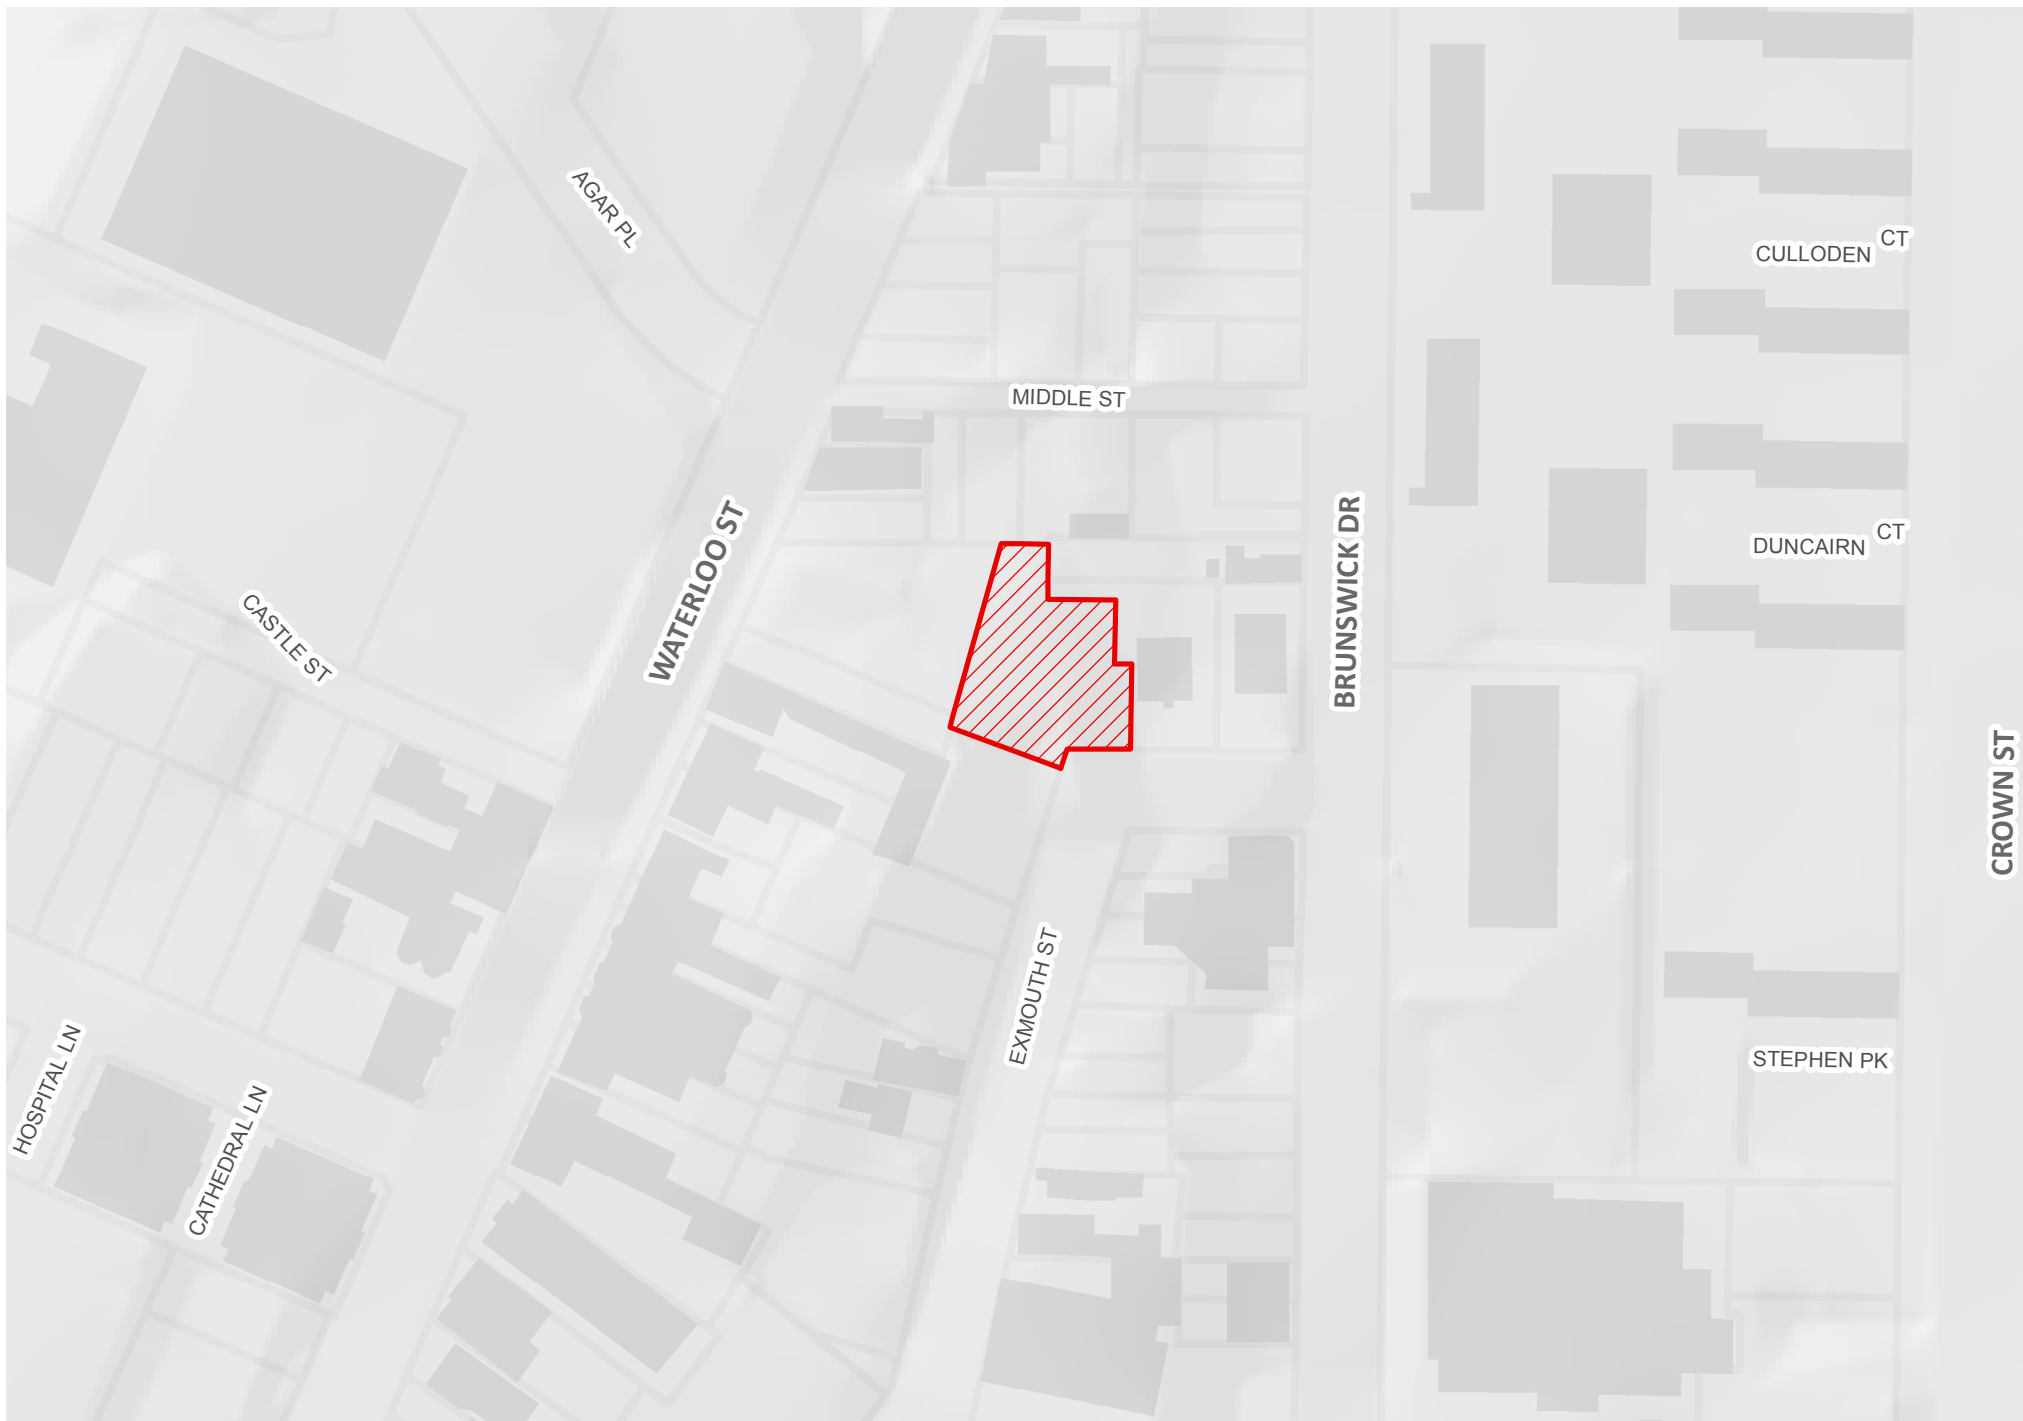 AGAR PL
CULLODEN CT
MIDDLE ST
WATERLOO ST
BRUNSWICK DR
DUNCAIRN CT
CASTLE ST
CROWN ST
EXMOUTH ST
HOSPITAL LN
CATHEDRAL LN
STEPHEN PK